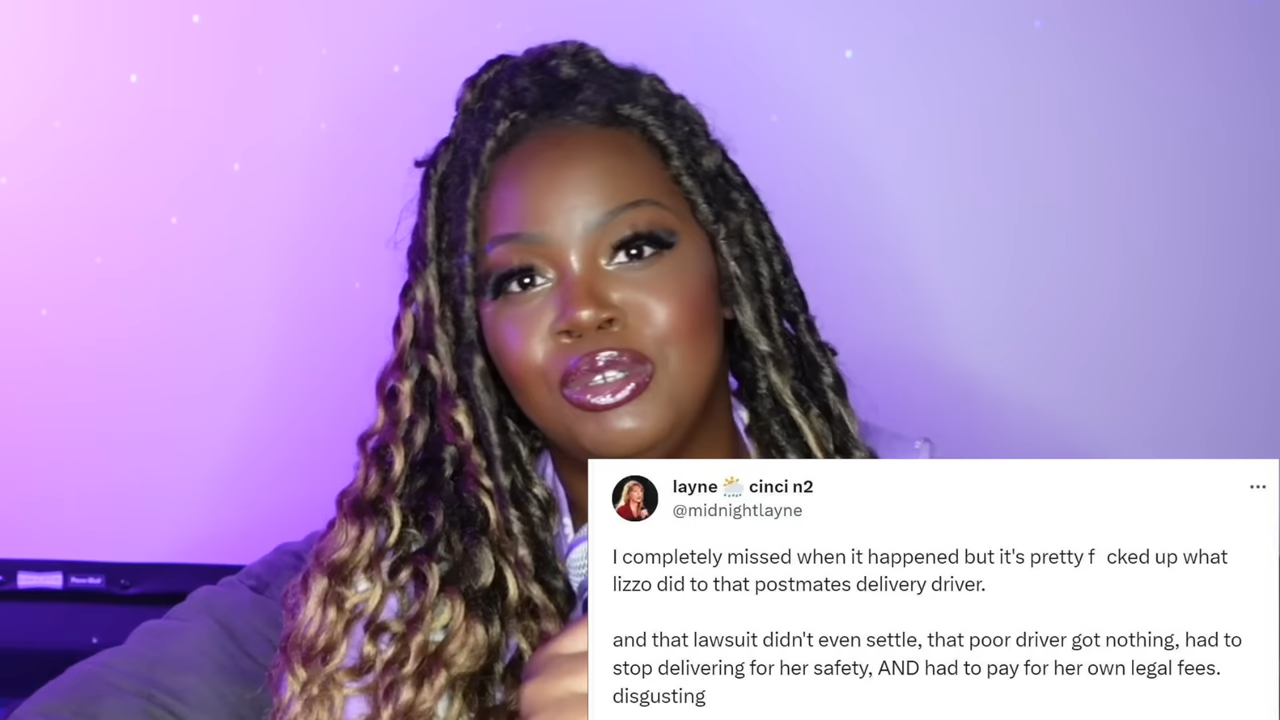 layne 🌦️ cinci n2
@midnightlayne
I completely missed when it happened but it's pretty f cked up what
lizzo did to that postmates delivery driver.
and that lawsuit didn't even settle, that poor driver got nothing, had to
stop delivering for her safety, AND had to pay for her own legal fees.
disgusting